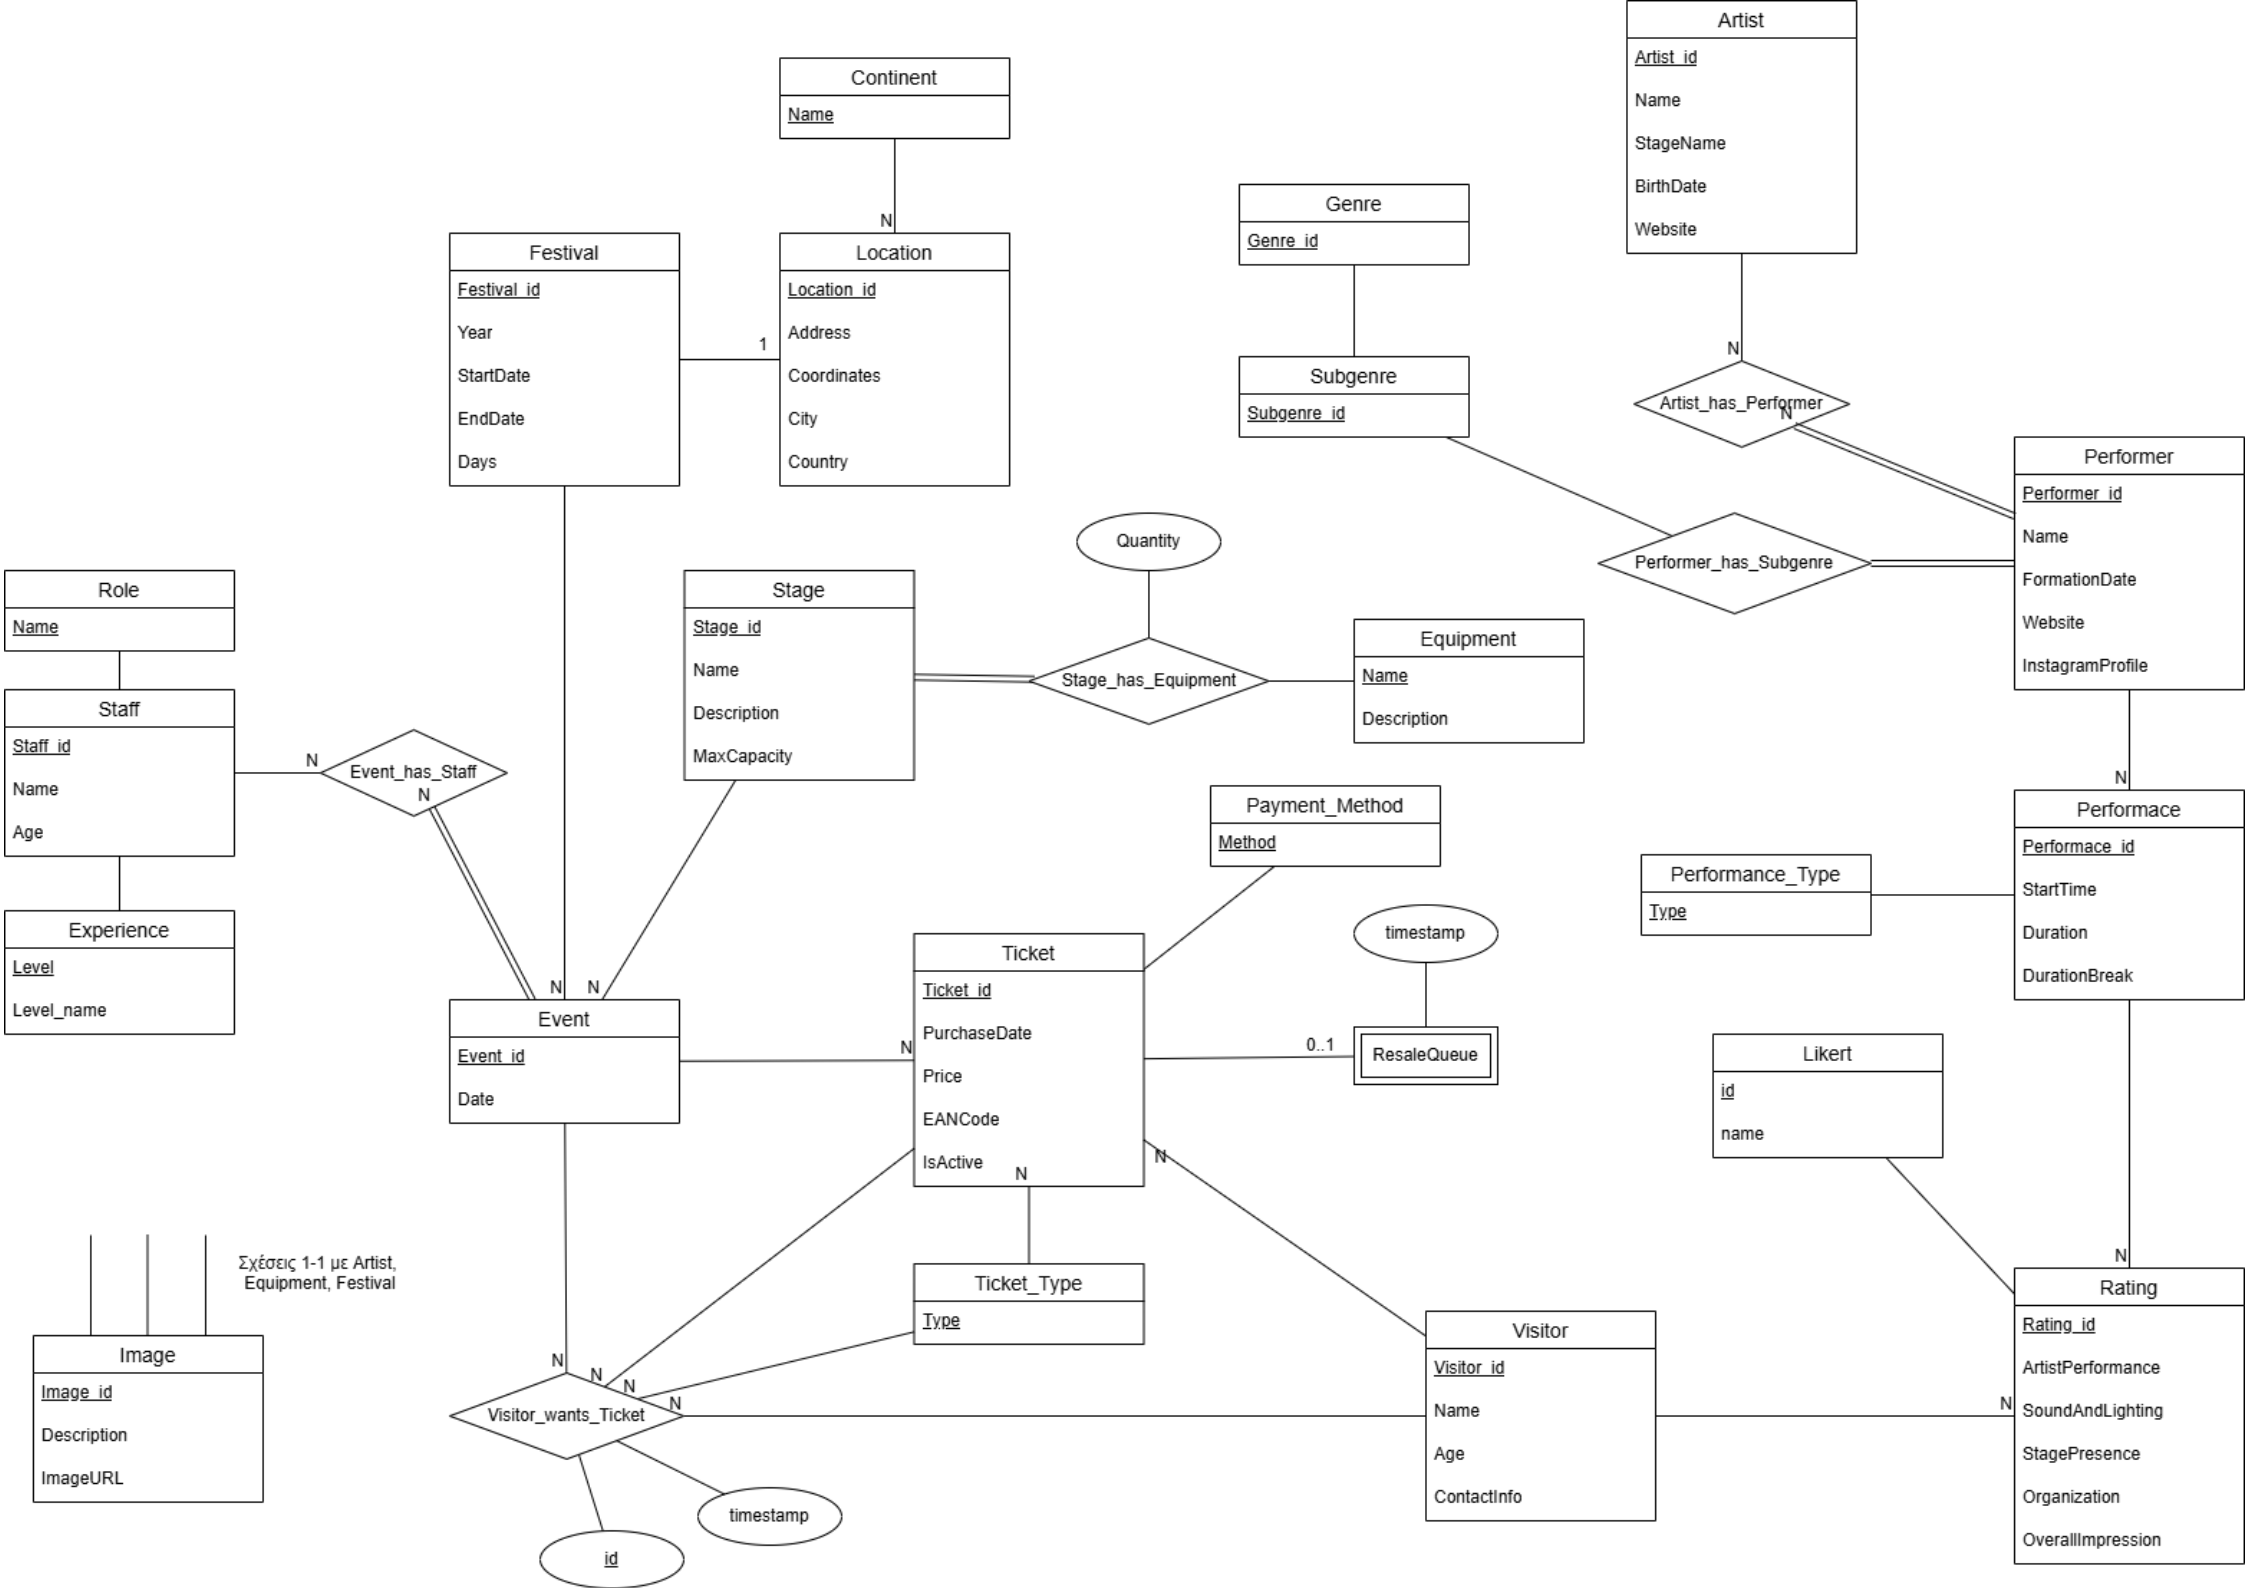 Artist
Artist_id
Name
StageName
BirthDate
Website
N
Continent
Name
N
Genre
Genre_id
Subgenre
Subgenre_id
Festival
Festival_id
Year
StartDate
EndDate
Days
1
Location
Location_id
Address
Coordinates
City
Country
Artist_has_Performer
N
Performer
Performer_id
Name
FormationDate
Website
InstagramProfile
N
Performer_has_Subgenre
Quantity
Stage_has_Equipment
Stage
Stage_id
Name
Description
MaxCapacity
Equipment
Name
Description
Role
Name
Staff
Staff_id
Name
Age
N
Event_has_Staff
N
Experience
Level
Level_name
Payment_Method
Method
Performace
Performace_id
StartTime
Duration
DurationBreak
Performance_Type
Type
N
N
Event
Event_id
Date
N
Ticket
Ticket_id
PurchaseDate
Price
EANCode
IsActive
N
N
timestamp
0..1
ResaleQueue
Likert
id
name
N
Σχέσεις 1-1 με Artist,
Equipment, Festival
Image
Image_id
Description
ImageURL
Ticket_Type
Type
N
N
N
N
Visitor_wants_Ticket
timestamp
id
Visitor
Visitor_id
Name
Age
ContactInfo
N
Rating
Rating_id
ArtistPerformance
SoundAndLighting
StagePresence
Organization
OverallImpression